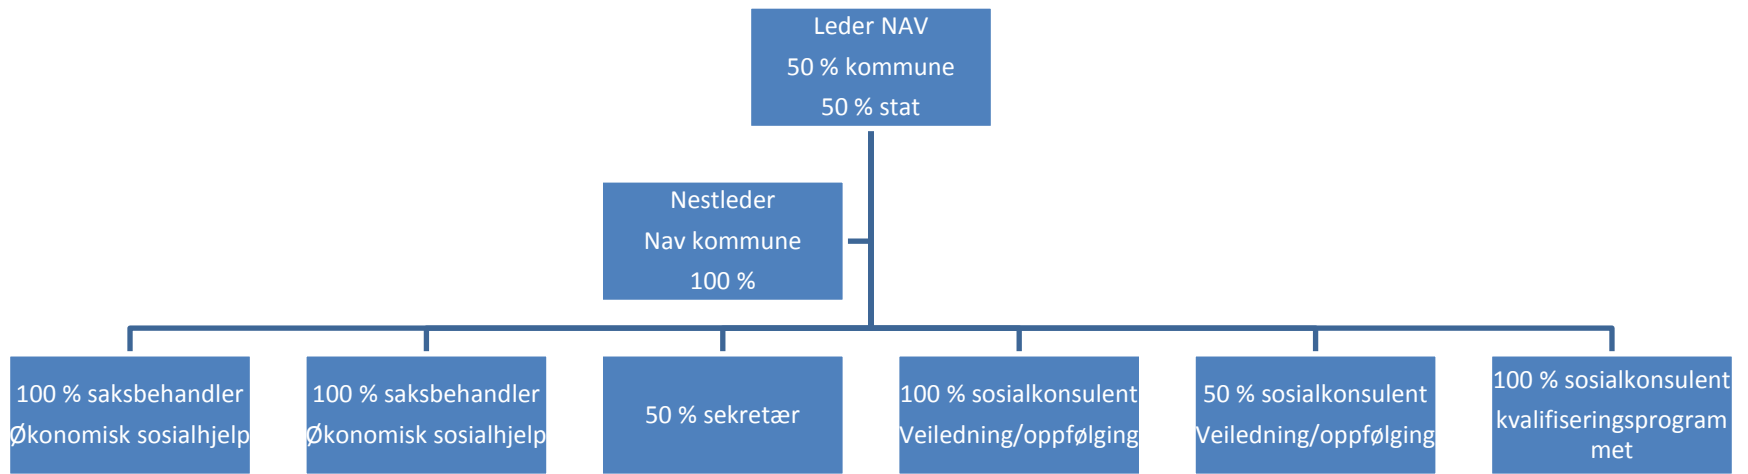 Leder NAV
50 % kommune
50 % stat
Nestleder
Nav kommune
100 %
100 % saksbehandler
Økonomisk sosialhjelp
100 % saksbehandler
Økonomisk sosialhjelp
50 % sekretær
100 % sosialkonsulent
Veiledning/oppfølging
50 % sosialkonsulent
Veiledning/oppfølging
100 % sosialkonsulent
kvalifiseringsprogram
met